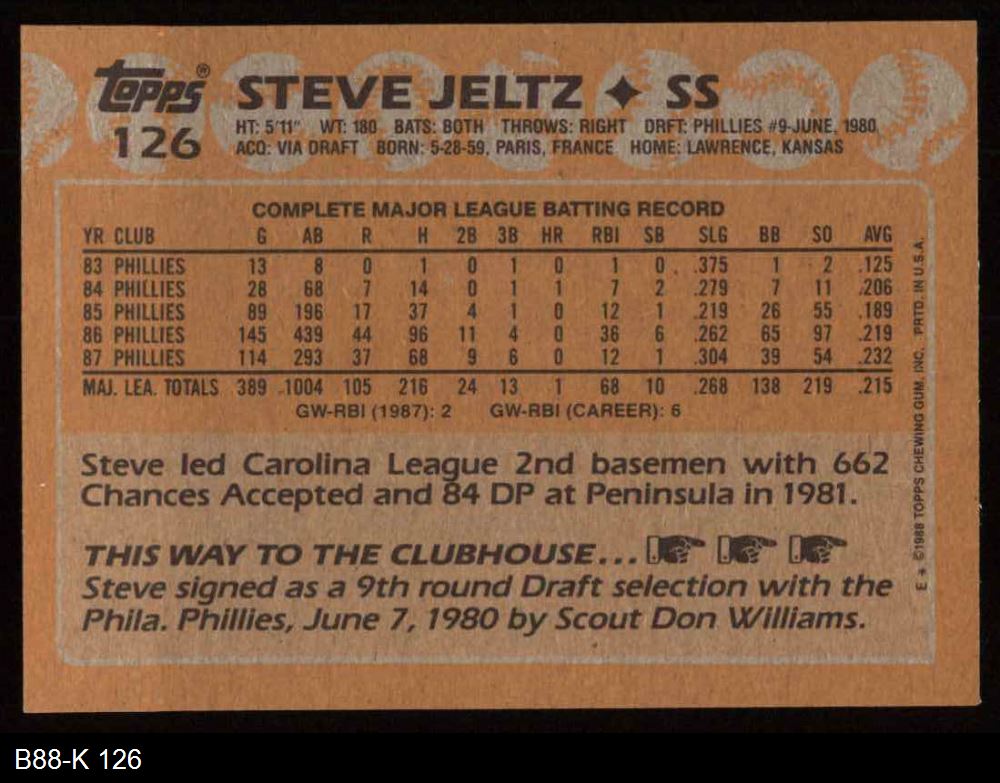 topps®
126
STEVE JELTZ ✦ SS
HT: 5'11" WT: 180 BATS: BOTH THROWS: RIGHT DRFT: PHILLIES #9-JUNE, 1980
ACQ: VIA DRAFT BORN: 5-28-59, PARIS, FRANCE HOME: LAWRENCE, KANSAS
COMPLETE MAJOR LEAGUE BATTING RECORD
YR CLUB G AB R H 2B 3B HR RBI SB SLG BB SO AVG
83 PHILLIES 13 8 0 1 0 1 0 1 0 .375 1 2 .125
84 PHILLIES 28 68 7 14 0 1 1 7 2 .279 7 11 .206
85 PHILLIES 89 196 17 37 4 1 0 12 1 .219 26 55 .189
86 PHILLIES 145 439 44 96 11 4 0 36 6 .262 65 97 .219
87 PHILLIES 114 293 37 68 9 6 0 12 1 .304 39 54 .232
MAJ. LEA. TOTALS 389 1004 105 216 24 13 1 68 10 .268 138 219 .215
GW-RBI (1987): 2 GW-RBI (CAREER): 6
Steve led Carolina League 2nd basemen with 662
Chances Accepted and 84 DP at Peninsula in 1981.
THIS WAY TO THE CLUBHOUSE...
Steve signed as a 9th round Draft selection with the
Phila. Phillies, June 7, 1980 by Scout Don Williams.
E * ©1988 TOPPS CHEWING GUM, INC. PRTD. IN U.S.A.
B88-K 126